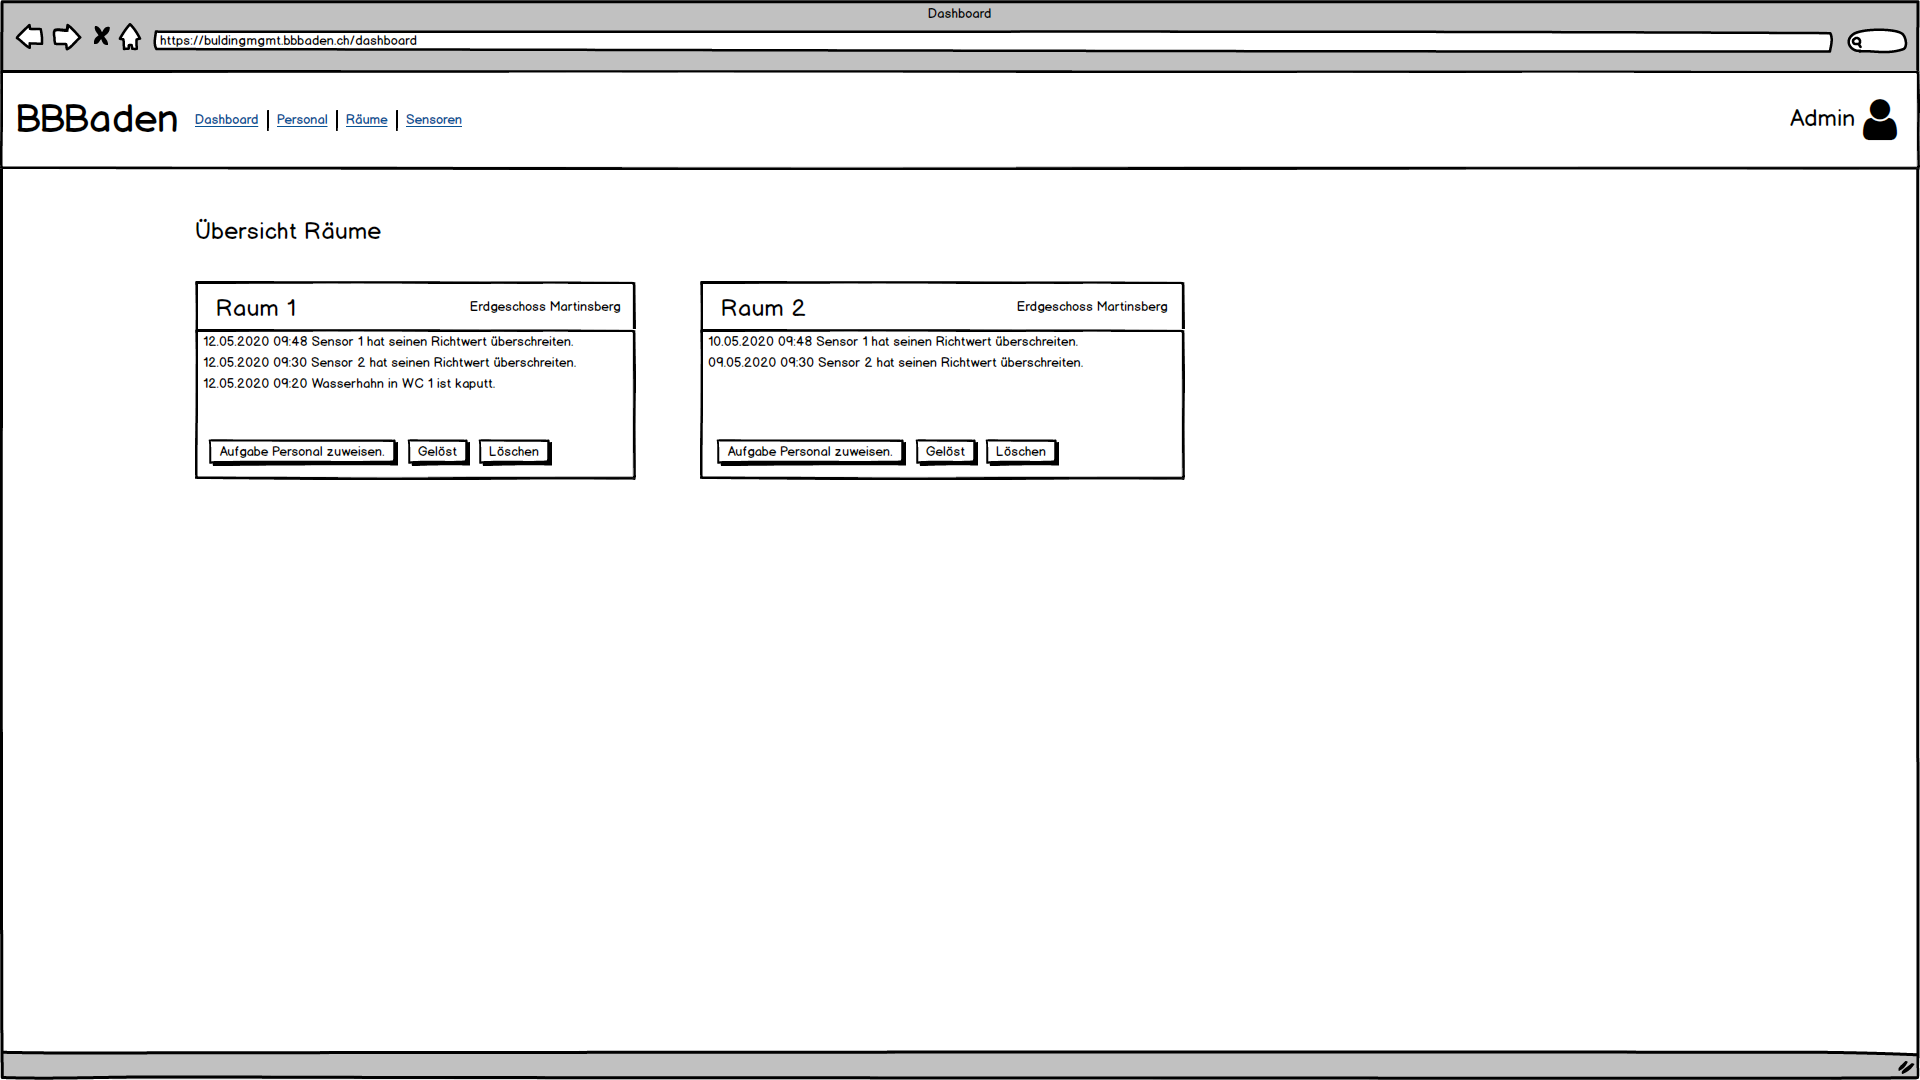 Dashboard
https://buldingmgmt.bbbaden.ch/dashboard
BBBaden
Dashboard | Personal | Räume | Sensoren
Admin
Übersicht Räume
Raum 1
Erdgeschoss Martinsberg
12.05.2020 09:48 Sensor 1 hat seinen Richtwert überschreiten.
12.05.2020 09:30 Sensor 2 hat seinen Richtwert überschreiten.
12.05.2020 09:20 Wasserhahn in WC 1 ist kaputt.
Aufgabe Personal zuweisen.
Gelöst
Löschen
Raum 2
Erdgeschoss Martinsberg
10.05.2020 09:48 Sensor 1 hat seinen Richtwert überschreiten.
09.05.2020 09:30 Sensor 2 hat seinen Richtwert überschreiten.
Aufgabe Personal zuweisen.
Gelöst
Löschen